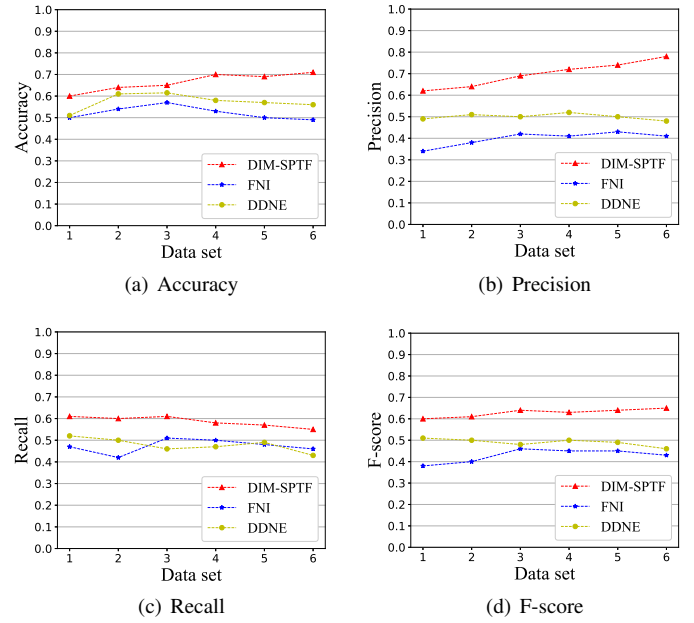 1.0
0.9
0.8
0.7
0.6
0.5
0.4
0.3
0.2
0.1
0.0
Accuracy
DIM-SPTF
FNI
DDNE
1 2 3 4 5 6
Data set
(a) Accuracy
1.0
0.9
0.8
0.7
0.6
0.5
0.4
0.3
0.2
0.1
0.0
Precision
DIM-SPTF
FNI
DDNE
1 2 3 4 5 6
Data set
(b) Precision
1.0
0.9
0.8
0.7
0.6
0.5
0.4
0.3
0.2
0.1
0.0
Recall
DIM-SPTF
FNI
DDNE
1 2 3 4 5 6
Data set
(c) Recall
1.0
0.9
0.8
0.7
0.6
0.5
0.4
0.3
0.2
0.1
0.0
F-score
DIM-SPTF
FNI
DDNE
1 2 3 4 5 6
Data set
(d) F-score